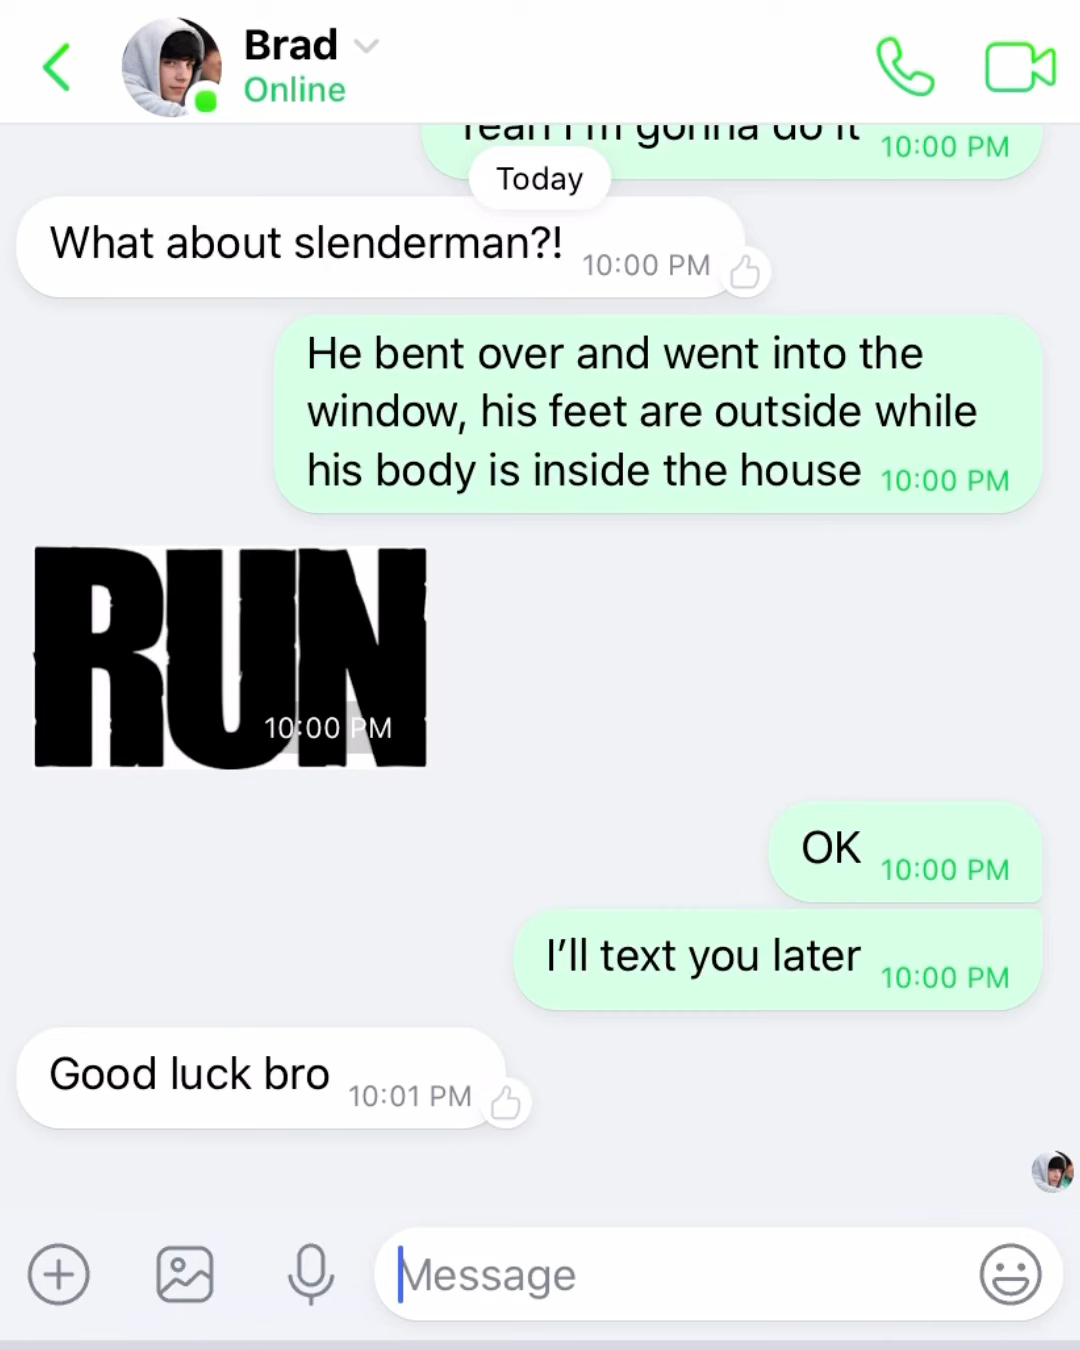 Brad
Online
Yeah I'm gonna do it 10:00 PM
Today
What about slenderman?! 10:00 PM
He bent over and went into the
window, his feet are outside while
his body is inside the house 10:00 PM
RUN
10:00 PM
OK 10:00 PM
I’ll text you later 10:00 PM
Good luck bro 10:01 PM
Message